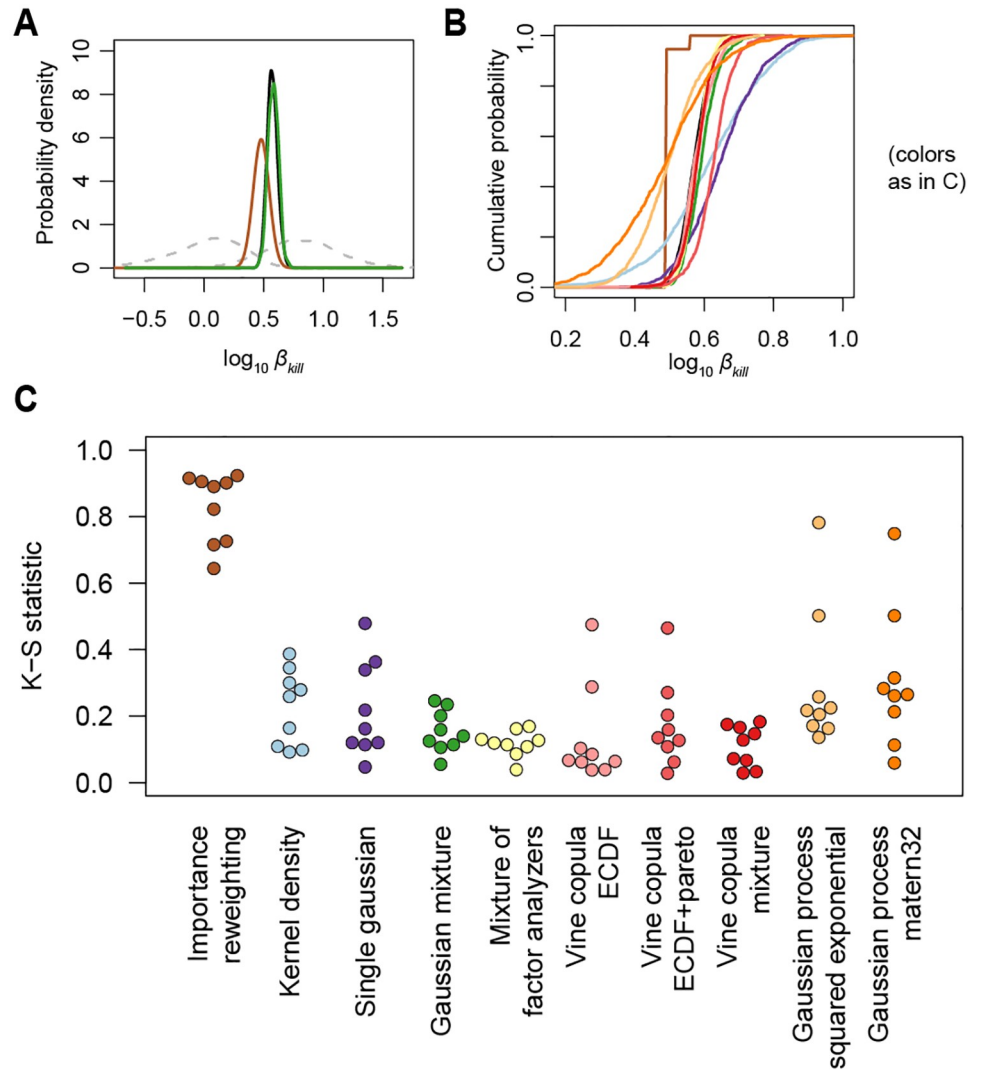 A
Probability density
10
8
6
4
2
0
−0.5 0.0 0.5 1.0 1.5
log10 βkill
B
Cumulative probability
1.0
0.0
0.2 0.4 0.6 0.8 1.0
log10 βkill
(colors
as in C)
C
K−S statistic
1.0
0.8
0.6
0.4
0.2
0.0
Importance
reweighting
Kernel density
Single gaussian
Gaussian mixture
Mixture of
factor analyzers
Vine copula
ECDF
Vine copula
ECDF+pareto
Vine copula
mixture
Gaussian process
squared exponential
Gaussian process
matern32